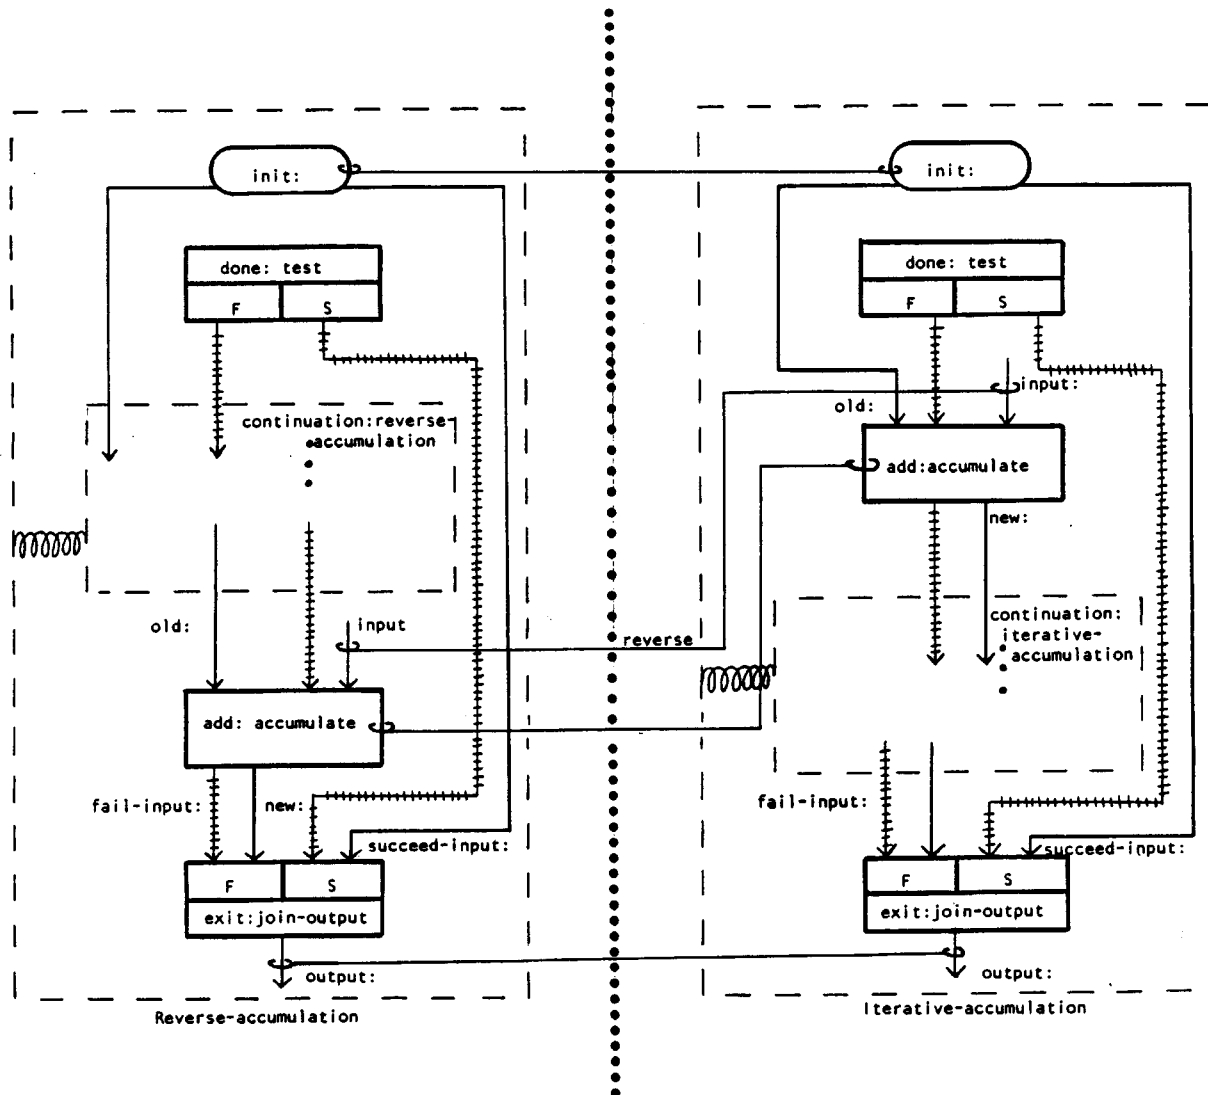 init:
done: test
F
S
continuation:reverse-
accumulation
old:
input
add: accumulate
fail-input:
new:
succeed-input:
F
S
exit:join-output
output:
Reverse-accumulation
reverse
init:
done: test
F
S
input:
old:
add:accumulate
new:
continuation:
iterative-
accumulation
fail-input:
succeed-input:
F
S
exit:join-output
output:
Iterative-accumulation